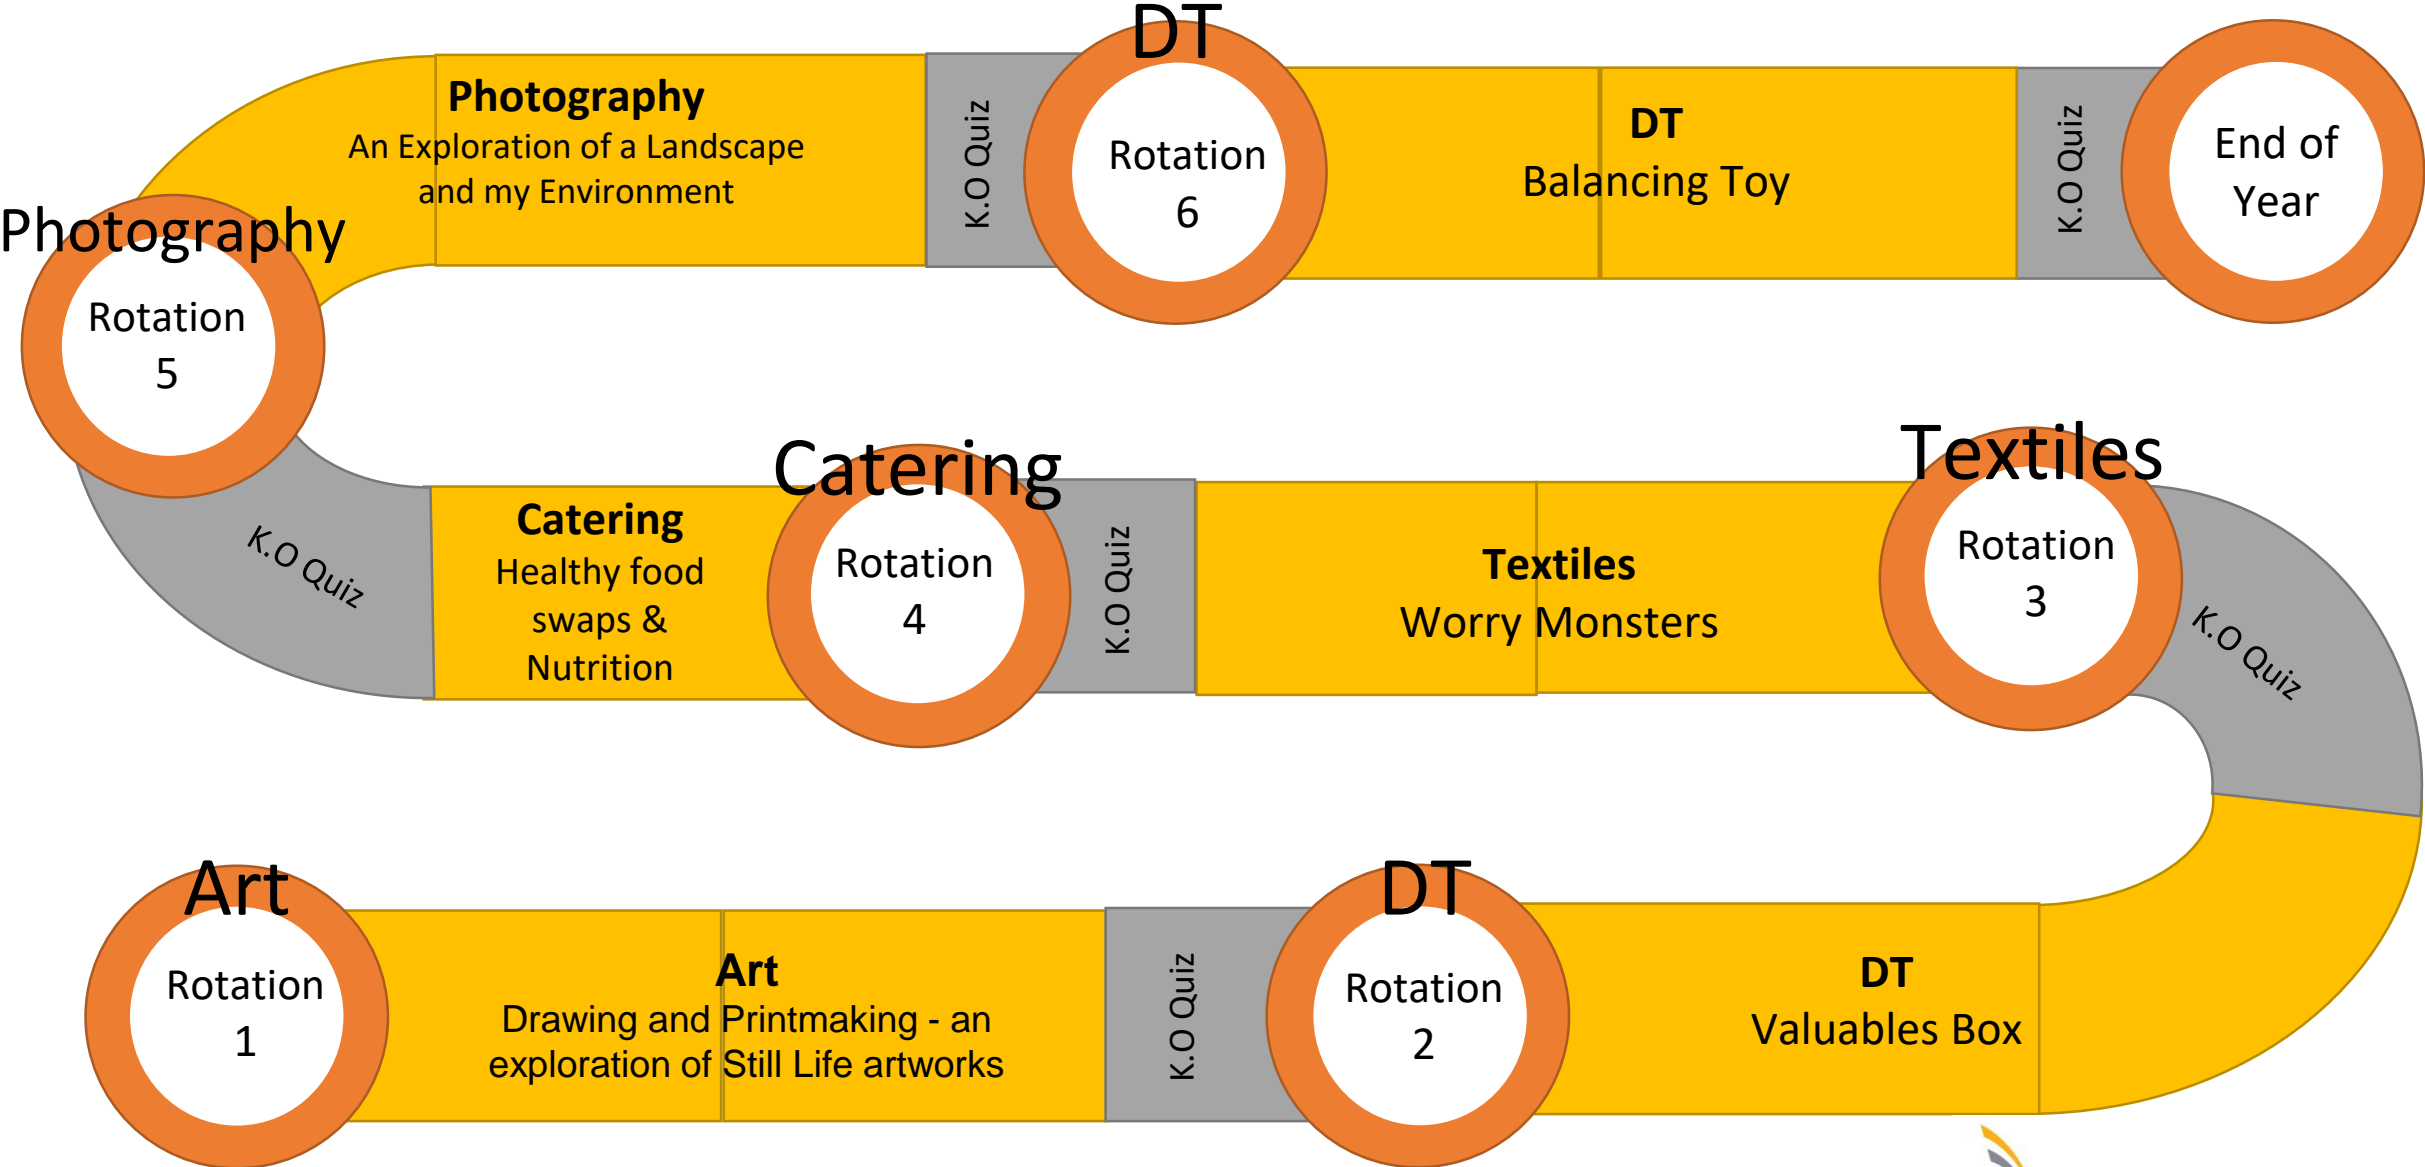 DT
Photography
An Exploration of a Landscape
and my Environment
K.O Quiz
Rotation
6
DT
Balancing Toy
K.O Quiz
End of
Year
Photography
Rotation
5
K.O Quiz
Catering
Healthy food
swaps &
Nutrition
Catering
Rotation
4
K.O Quiz
Textiles
Worry Monsters
Textiles
Rotation
3
K.O Quiz
Art
Rotation
1
Art
Drawing and Printmaking - an
exploration of Still Life artworks
K.O Quiz
DT
Rotation
2
DT
Valuables Box